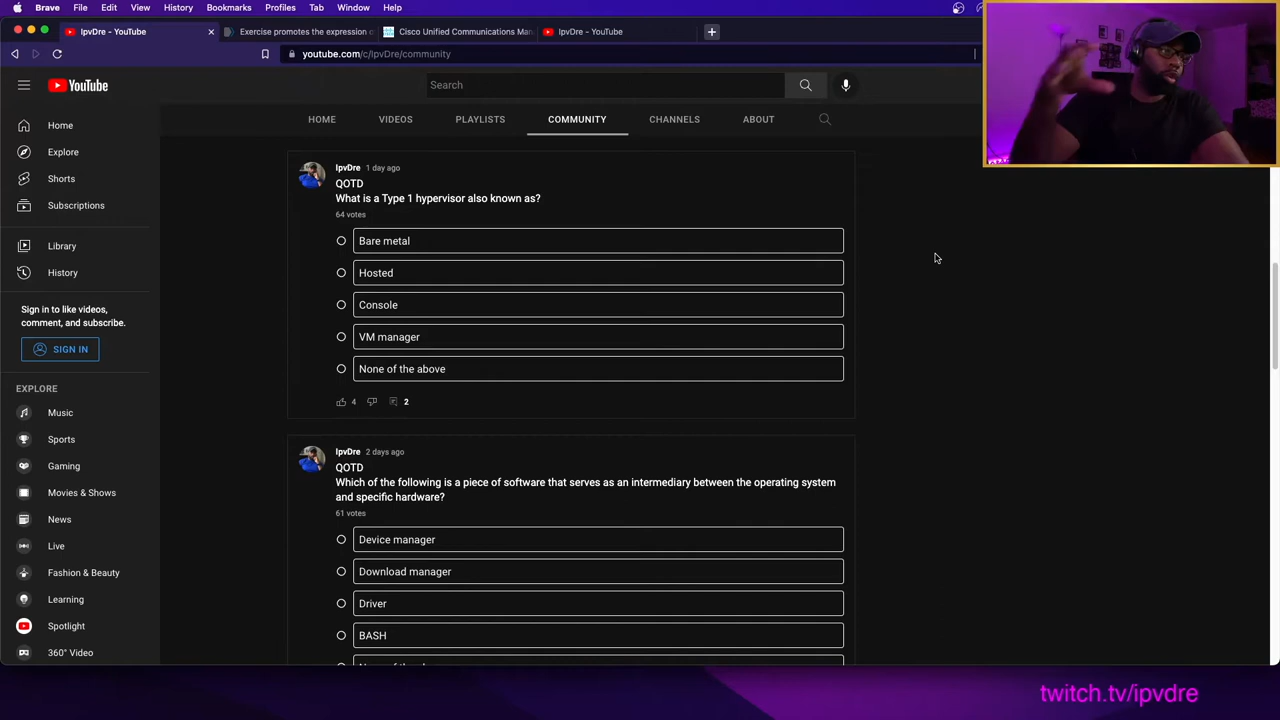 Brave File Edit View History Bookmarks Profiles Tab Window Help
IpvDre - YouTube
Exercise promotes the expression o
Cisco Unified Communications Man
IpvDre - YouTube
youtube.com/c/IpvDre/community
YouTube
Search
HOME VIDEOS PLAYLISTS COMMUNITY CHANNELS ABOUT
Home
Explore
Shorts
Subscriptions
Library
History
Sign in to like videos,
comment, and subscribe.
SIGN IN
EXPLORE
Music
Sports
Gaming
Movies & Shows
News
Live
Fashion & Beauty
Learning
Spotlight
360° Video
IpvDre 1 day ago
QOTD
What is a Type 1 hypervisor also known as?
64 votes
Bare metal
Hosted
Console
VM manager
None of the above
4 2
IpvDre 2 days ago
QOTD
Which of the following is a piece of software that serves as an intermediary between the operating system
and specific hardware?
61 votes
Device manager
Download manager
Driver
BASH
twitch.tv/ipvdre